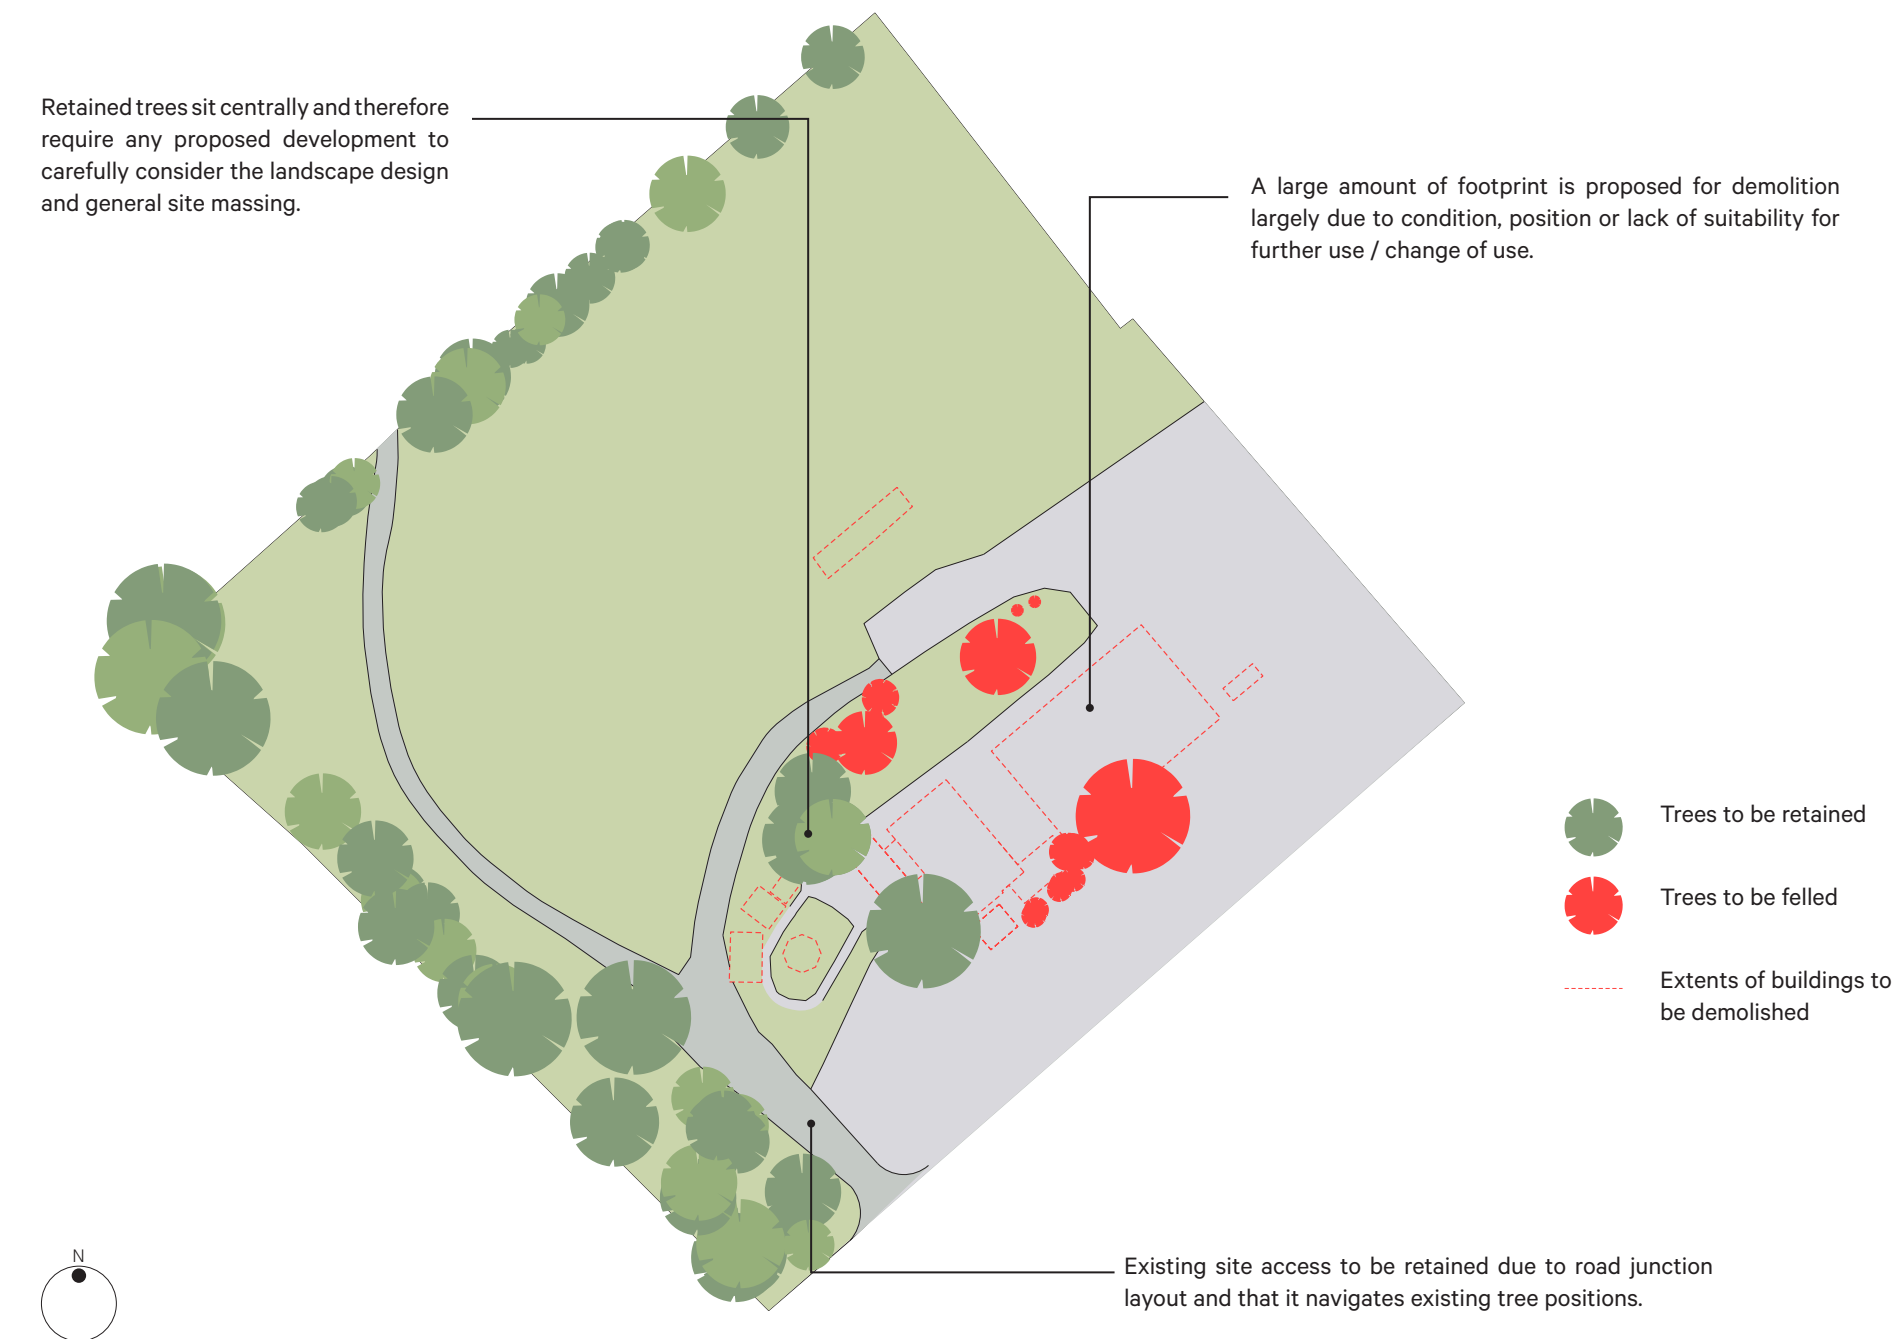 Retained trees sit centrally and therefore
require any proposed development to
carefully consider the landscape design
and general site massing.
A large amount of footprint is proposed for demolition
largely due to condition, position or lack of suitability for
further use / change of use.
Trees to be retained
Trees to be felled
Extents of buildings to
be demolished
N
Existing site access to be retained due to road junction
layout and that it navigates existing tree positions.